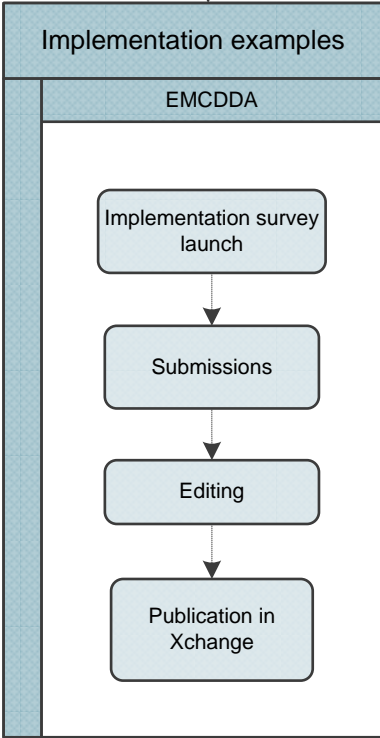 Implementation examples
EMCDDA
Implementation survey
launch
Submissions
Editing
Publication in
Xchange